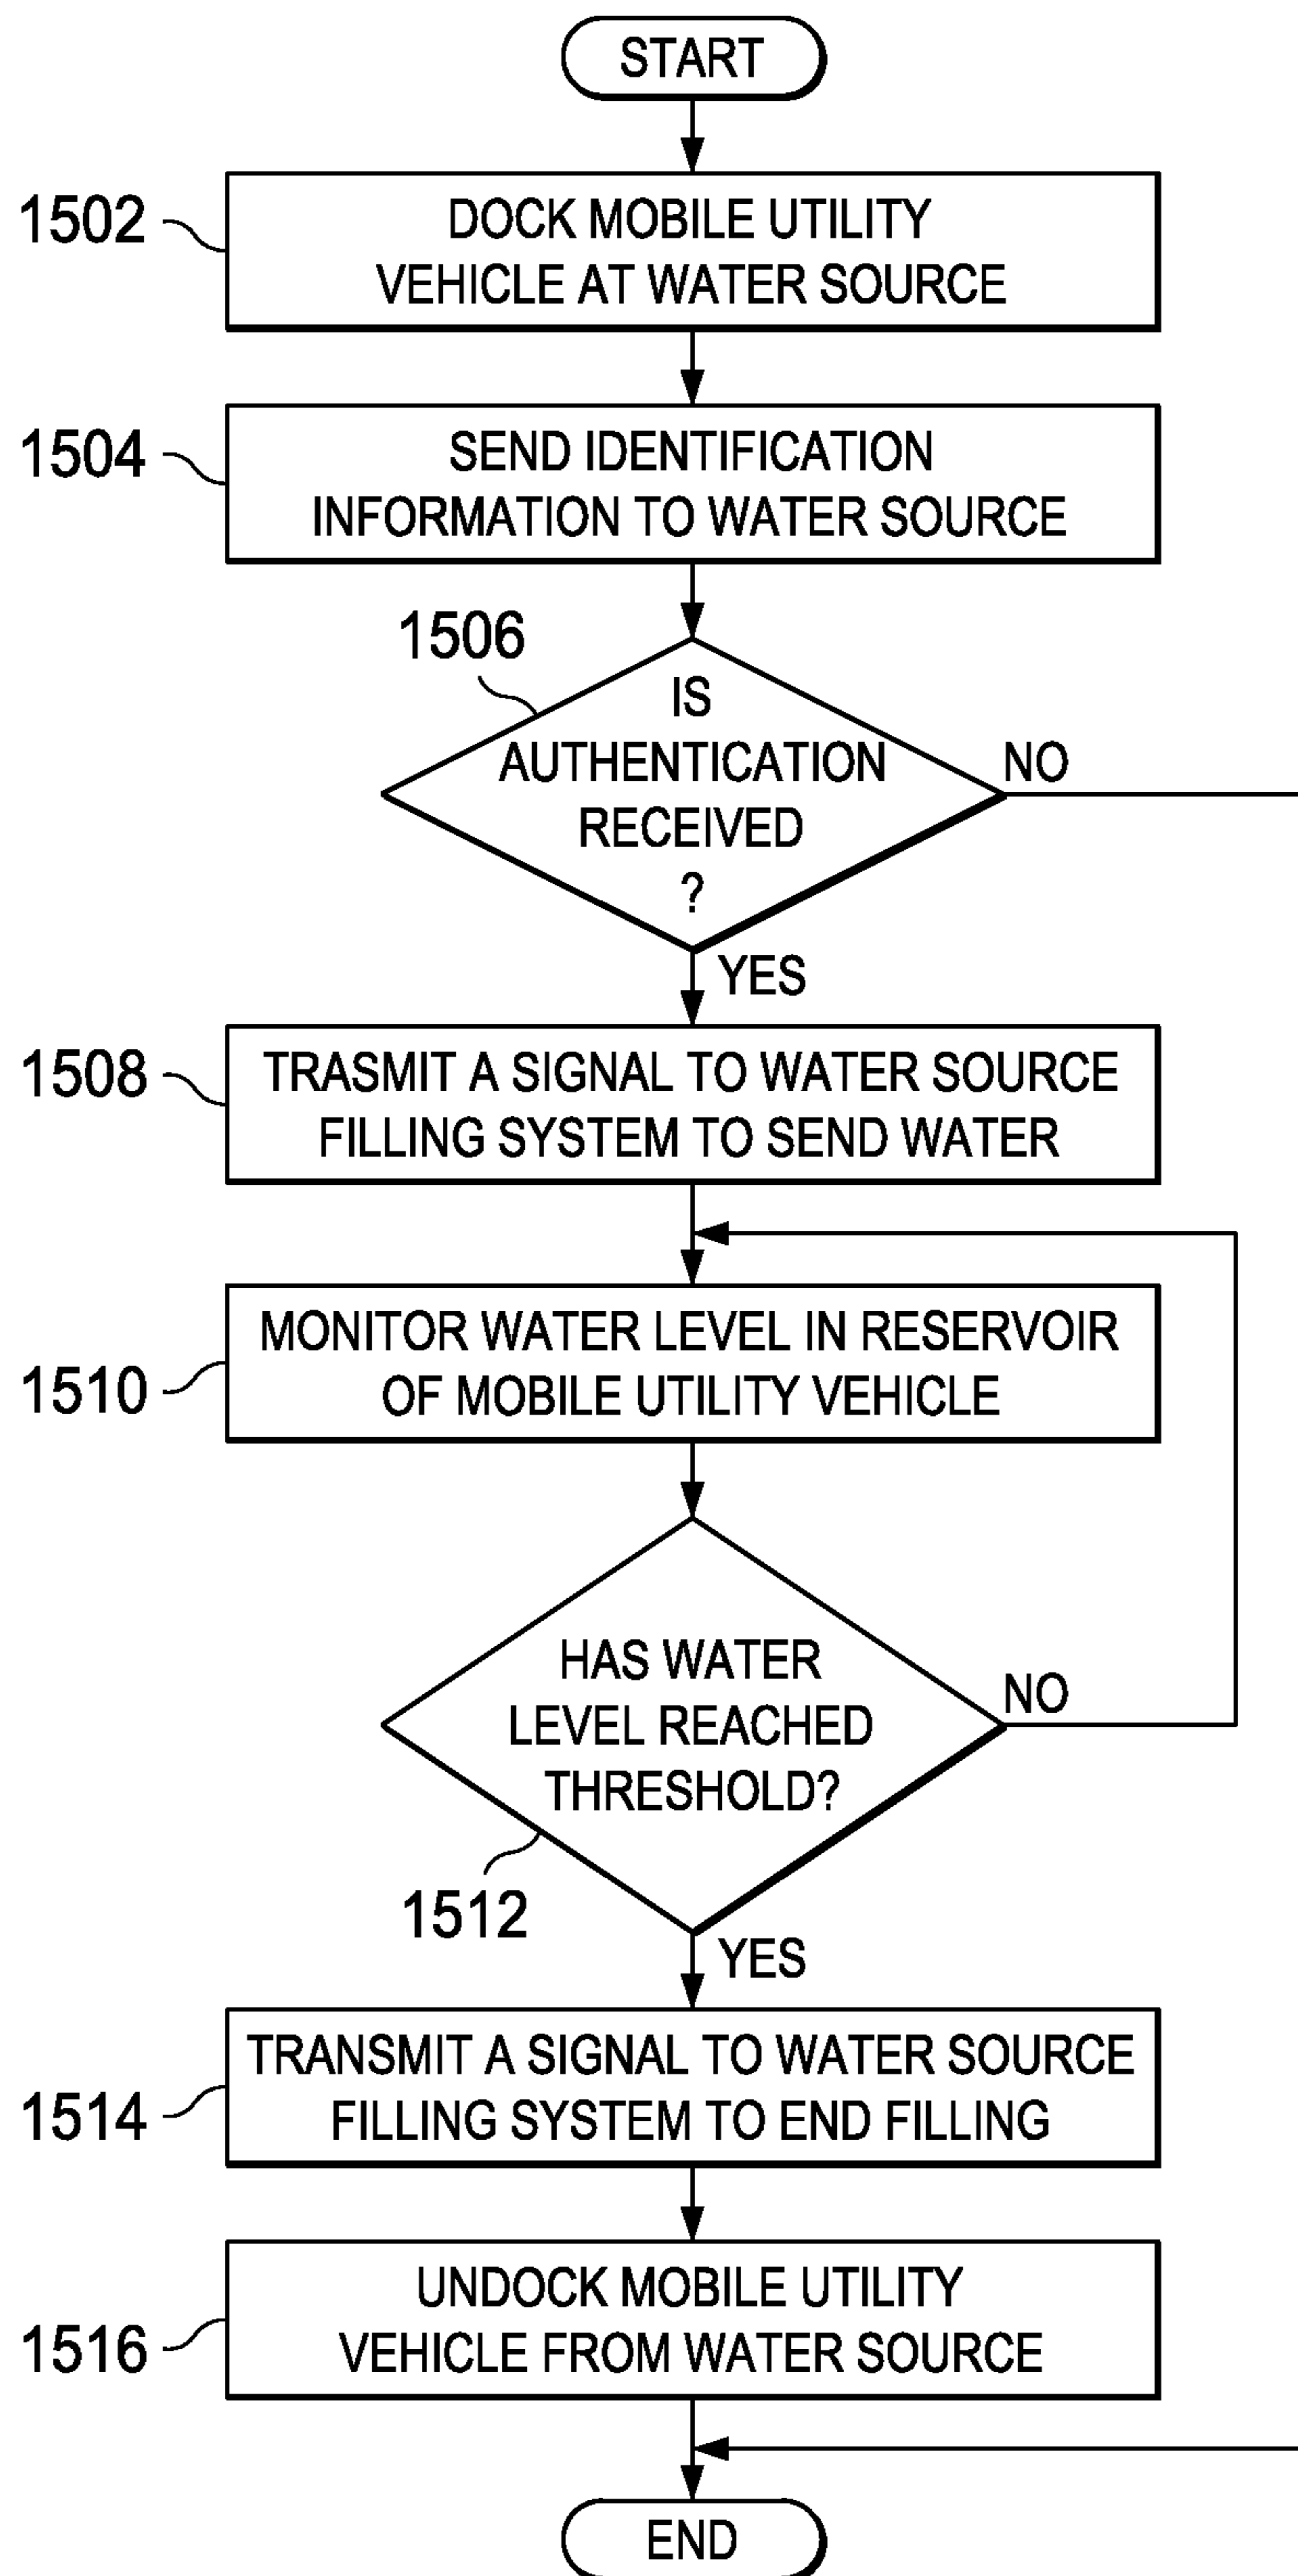 START
1502
DOCK MOBILE UTILITY
VEHICLE AT WATER SOURCE
1504
SEND IDENTIFICATION
INFORMATION TO WATER SOURCE
1506
IS
AUTHENTICATION
RECEIVED
?
NO
YES
1508
TRASMIT A SIGNAL TO WATER SOURCE
FILLING SYSTEM TO SEND WATER
1510
MONITOR WATER LEVEL IN RESERVOIR
OF MOBILE UTILITY VEHICLE
HAS WATER
LEVEL REACHED
THRESHOLD?
NO
1512
YES
1514
TRANSMIT A SIGNAL TO WATER SOURCE
FILLING SYSTEM TO END FILLING
1516
UNDOCK MOBILE UTILITY
VEHICLE FROM WATER SOURCE
END